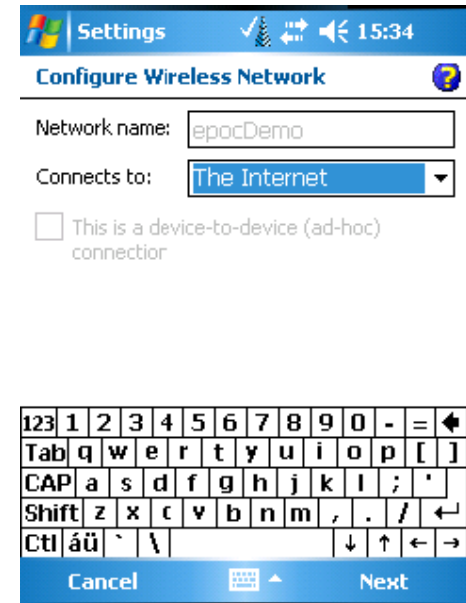 Settings 15:34
Configure Wireless Network ?
Network name: epocDemo
Connects to: The Internet
This is a device-to-device (ad-hoc)
connectior
123 1 2 3 4 5 6 7 8 9 0 - = 🡸
Tab q w e r t y u i o p [ ]
CAP a s d f g h j k l ; '
Shift z x c v b n m , . / ↵
Ctl áü ` \ ↓ ↑ ← →
Cancel Next